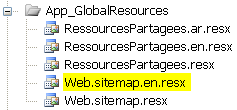 App_GlobalResources
RessourcesPartagees.ar.resx
RessourcesPartagees.en.resx
RessourcesPartagees.resx
Web.sitemap.en.resx
Web.sitemap.resx